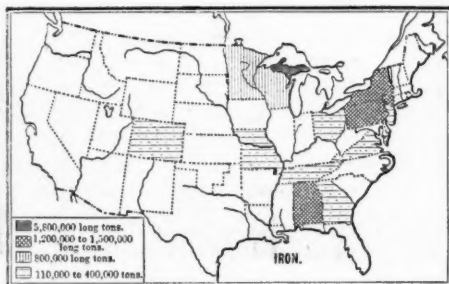 5,800,000 long tons.
1,200,000 to 1,500,000
long tons.
800,000 long tons.
110,000 to 400,000 tons.
IRON.